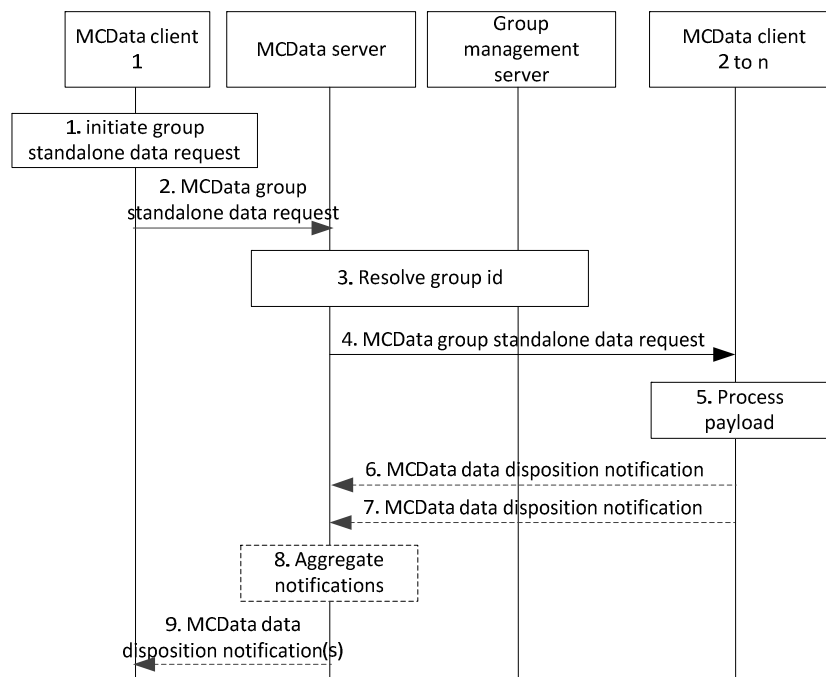 MCData client
1
MCData server
Group
management
server
MCData client
2 to n
1. initiate group
standalone data request
2. MCData group
standalone data request
3. Resolve group id
4. MCData group standalone data request
5. Process
payload
6. MCData data disposition notification
7. MCData data disposition notification
8. Aggregate
notifications
9. MCData data
disposition notification(s)